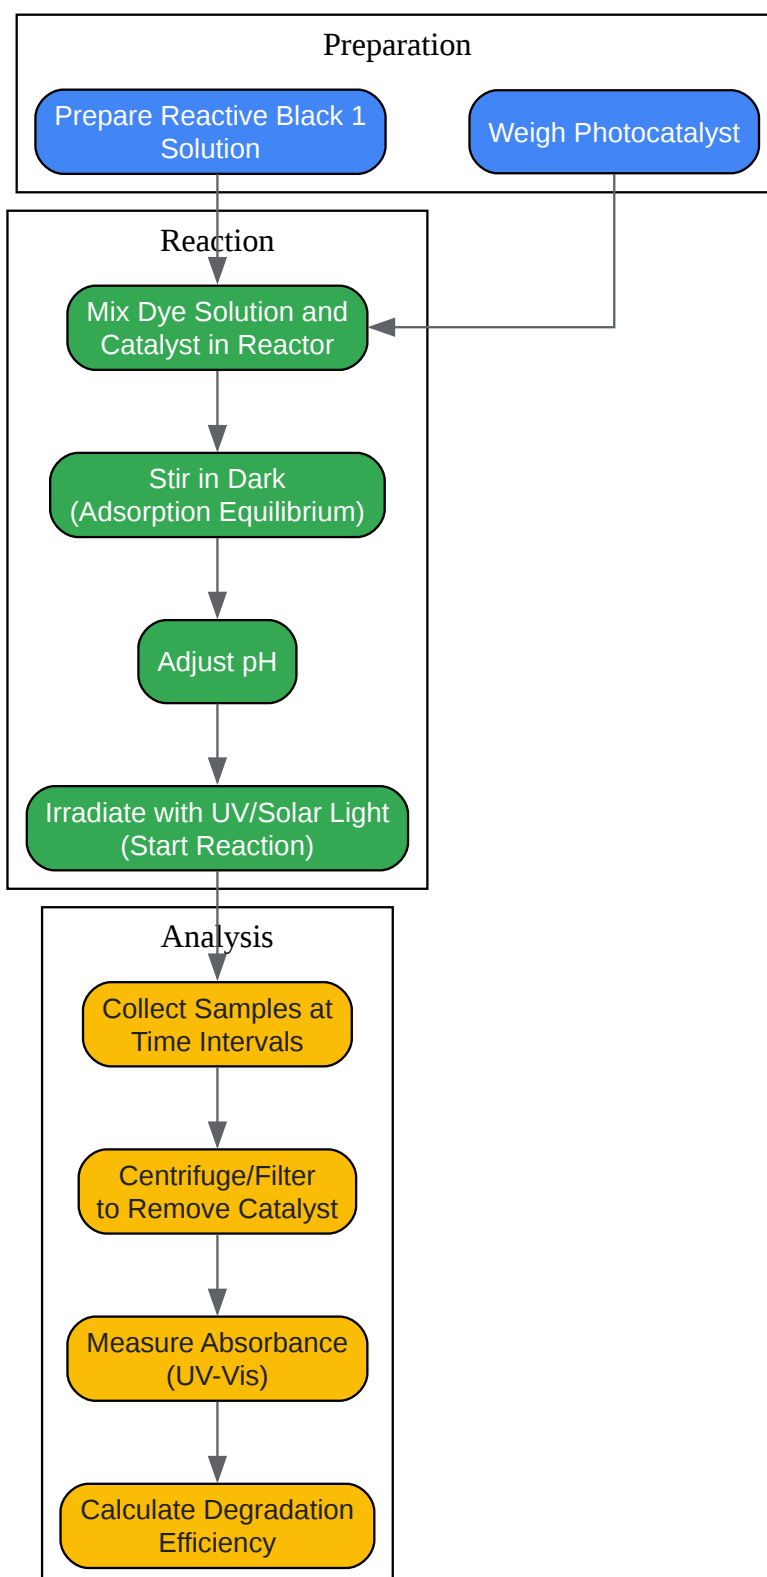 Preparation
Prepare Reactive Black 1
Solution
Weigh Photocatalyst
Reaction
Mix Dye Solution and
Catalyst in Reactor
Stir in Dark
(Adsorption Equilibrium)
Adjust pH
Irradiate with UV/Solar Light
(Start Reaction)
Analysis
Collect Samples at
Time Intervals
Centrifuge/Filter
to Remove Catalyst
Measure Absorbance
(UV-Vis)
Calculate Degradation
Efficiency